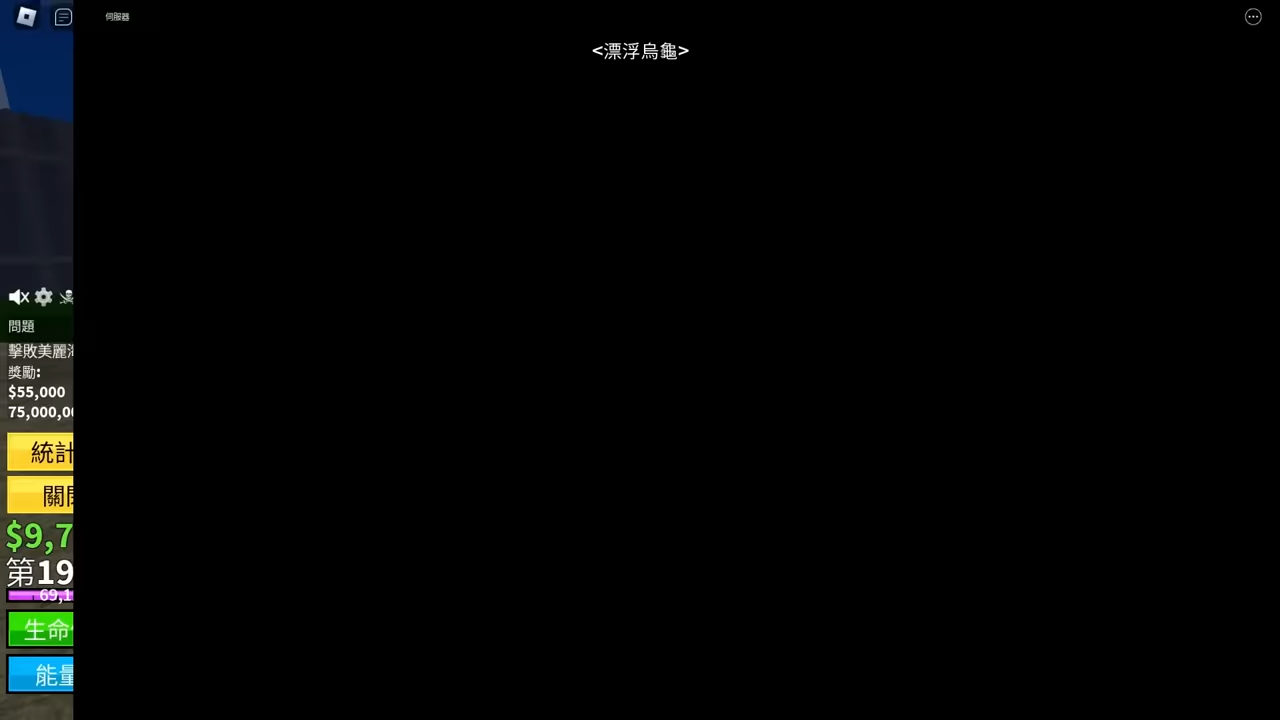 伺服器
<漂浮烏龜>
問題
擊敗美麗
獎勵:
$55,000
75,000,0
統計
關
$9,7
第19
69,1
生命
能量